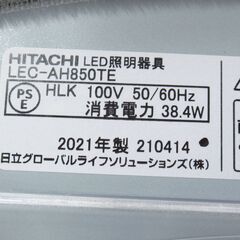 HITACHI LED照明器具
LEC-AH850TE
PS
E HLK 100V 50/60Hz
消費電力 38.4W
2021年製 210414
日立グローバルライフソリューションズ(株)